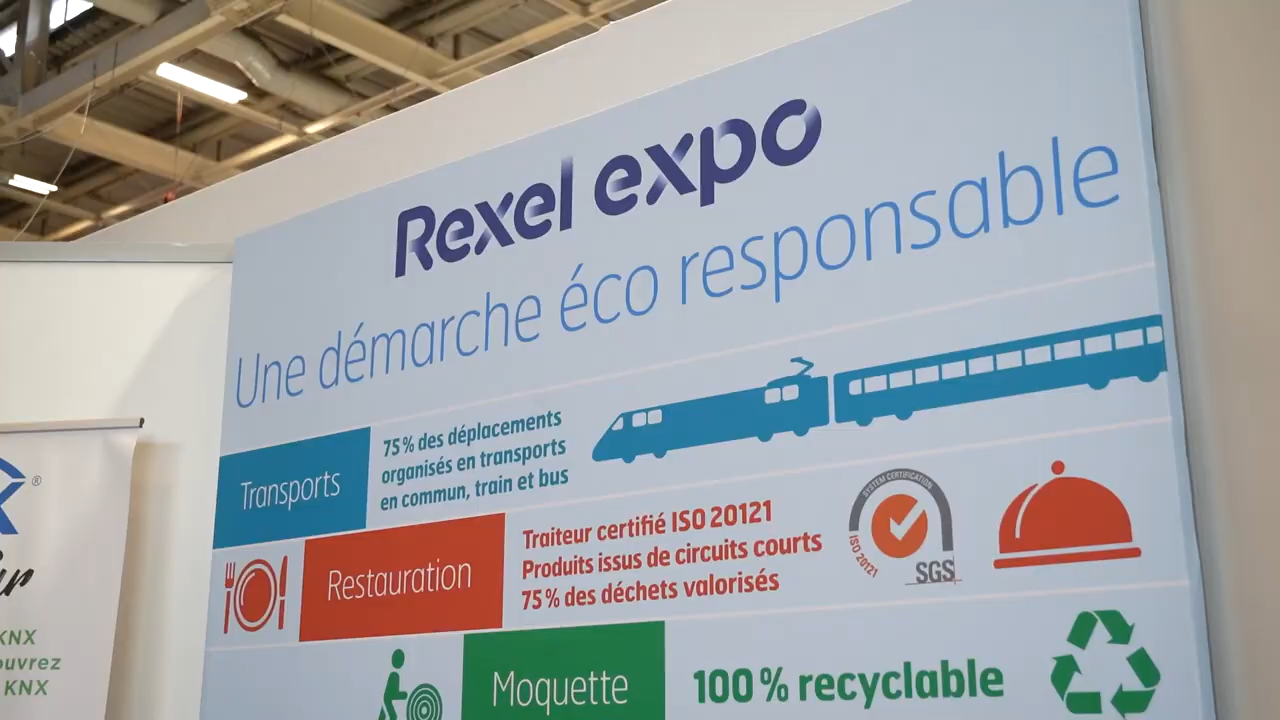 Rexel expo
Une démarche éco responsable
Transports
75% des déplacements
organisés en transports
en commun, train et bus
Restauration
Traiteur certifié ISO 20121
Produits issus de circuits courts
75% des déchets valorisés
SYSTEM CERTIFICATION
ISO 20121
SGS
Moquette
100% recyclable
®
KNX
KNX